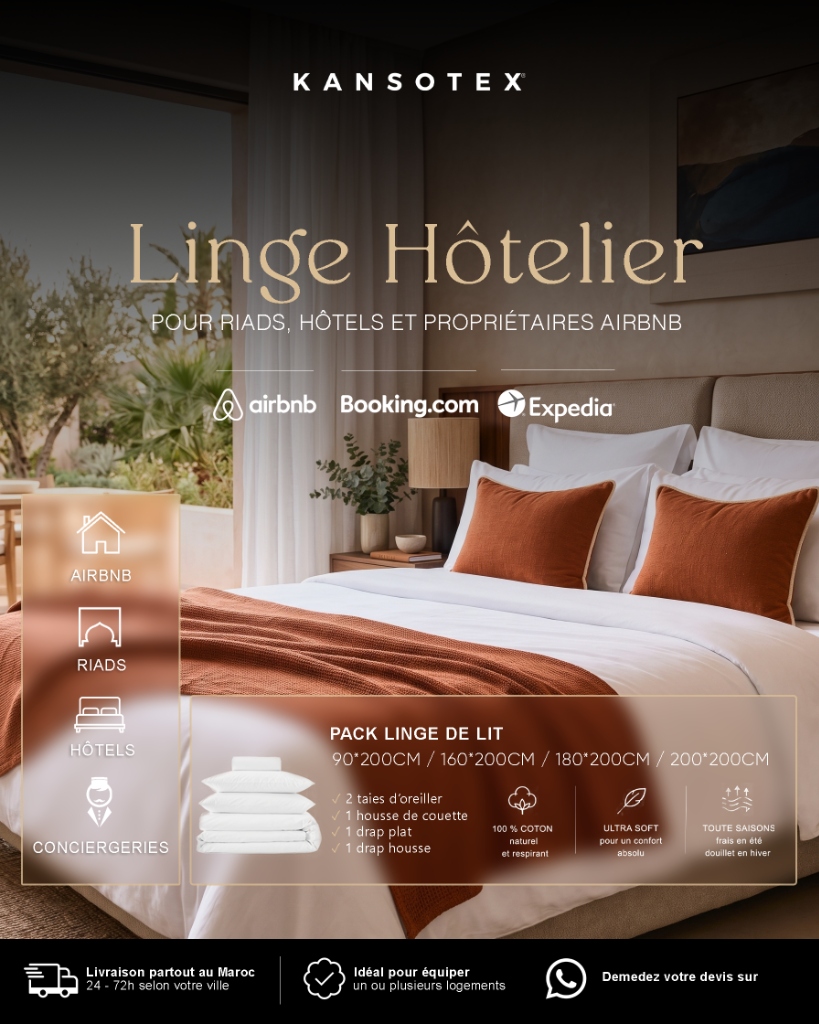 KANSOTEX
Linge Hôtelier
POUR RIADS, HÔTELS ET PROPRIÉTAIRES AIRBNB
airbnb
Booking.com
Expedia
AIRBNB
RIADS
HÔTELS
CONCIERGERIES
PACK LINGE DE LIT
90*200CM / 160*200CM / 180*200CM / 200*200CM
✓ 2 taies d'oreiller
✓ 1 housse de couette
✓ 1 drap plat
✓ 1 drap housse
100 % COTON
naturel
et respirant
ULTRA SOFT
pour un confort
absolu
TOUTE SAISONS
frais en été
douillet en hiver
Livraison partout au Maroc
24 - 72h selon votre ville
Idéal pour équiper
un ou plusieurs logements
Demedez votre devis sur